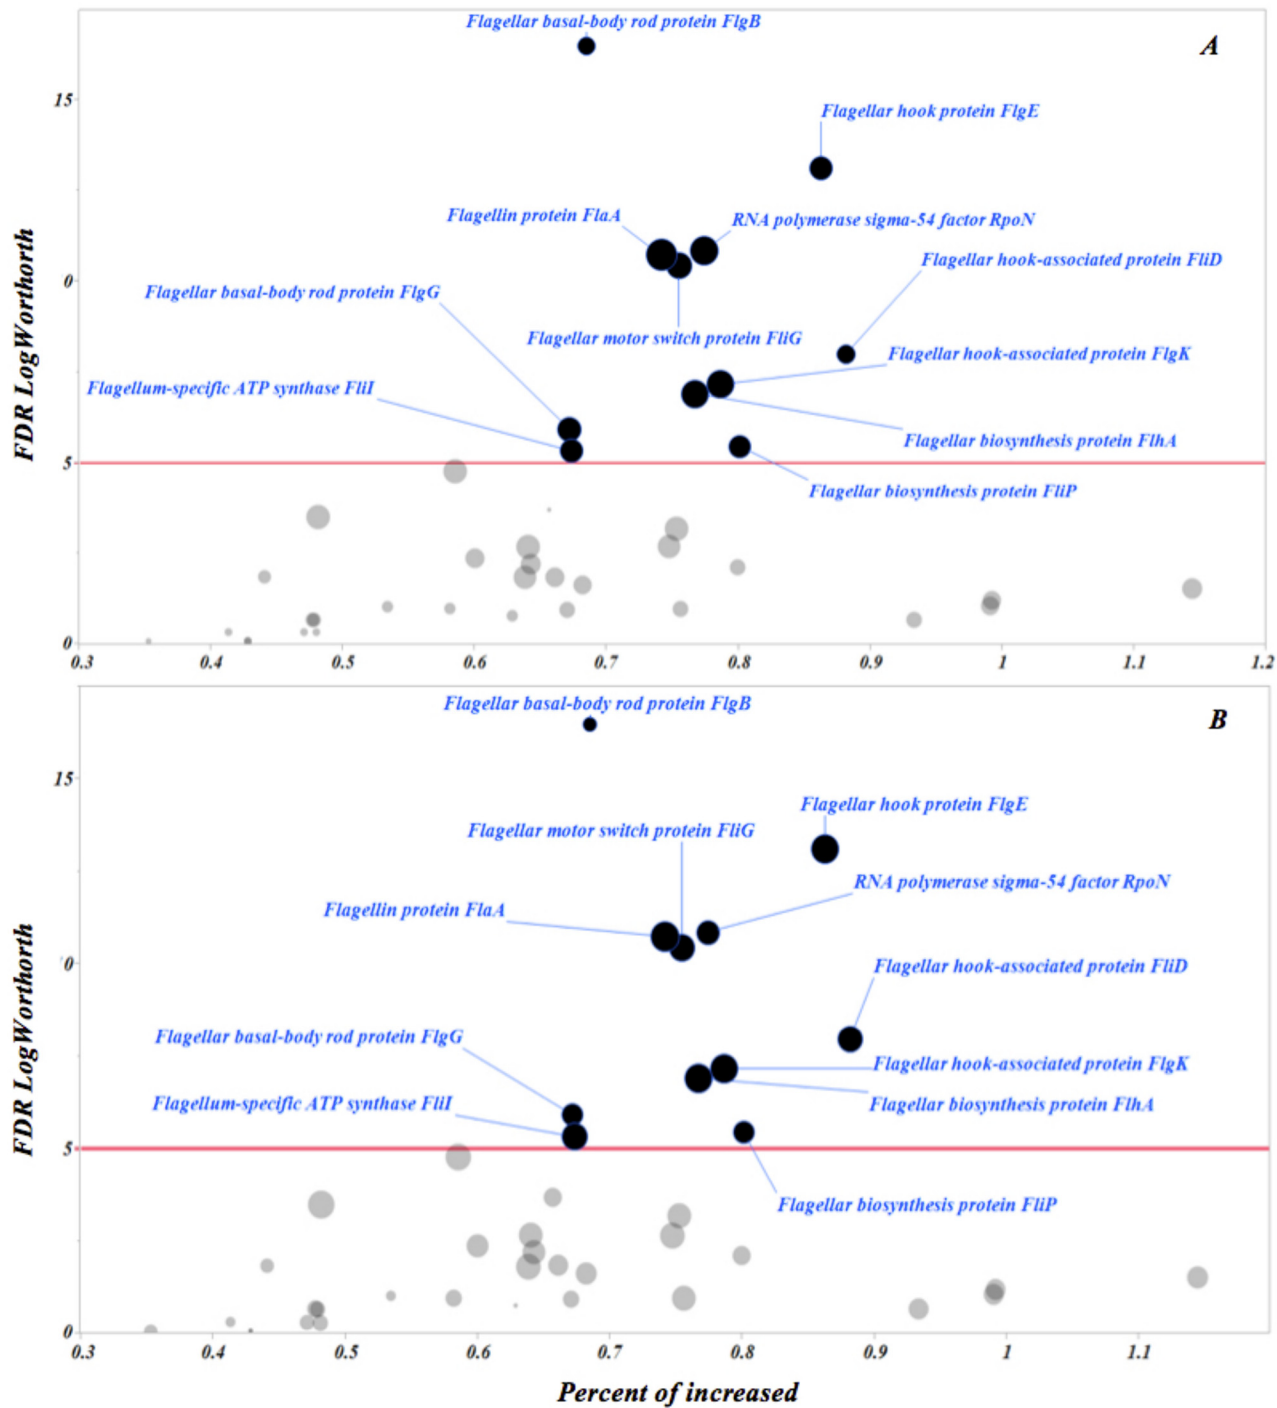 Flagellar basal-body rod protein FlgB
A
15
Flagellar hook protein FlgE
Flagellin protein FlaA
RNA polymerase sigma-54 factor RpoN
Flagellar hook-associated protein FliD
0
Flagellar basal-body rod protein FlgG
Flagellar motor switch protein FliG
Flagellar hook-associated protein FlgK
Flagellum-specific ATP synthase FliI
Flagellar biosynthesis protein FlhA
5
Flagellar biosynthesis protein FliP
0
FDR LogWorthorth
0.3 0.4 0.5 0.6 0.7 0.8 0.9 1 1.1 1.2
Flagellar basal-body rod protein FlgB
B
15
Flagellar hook protein FlgE
Flagellar motor switch protein FliG
RNA polymerase sigma-54 factor RpoN
Flagellin protein FlaA
0
Flagellar hook-associated protein FliD
Flagellar basal-body rod protein FlgG
Flagellar hook-associated protein FlgK
Flagellum-specific ATP synthase FliI
Flagellar biosynthesis protein FlhA
5
Flagellar biosynthesis protein FliP
0
FDR LogWorthorth
0.3 0.4 0.5 0.6 0.7 0.8 0.9 1 1.1
Percent of increased